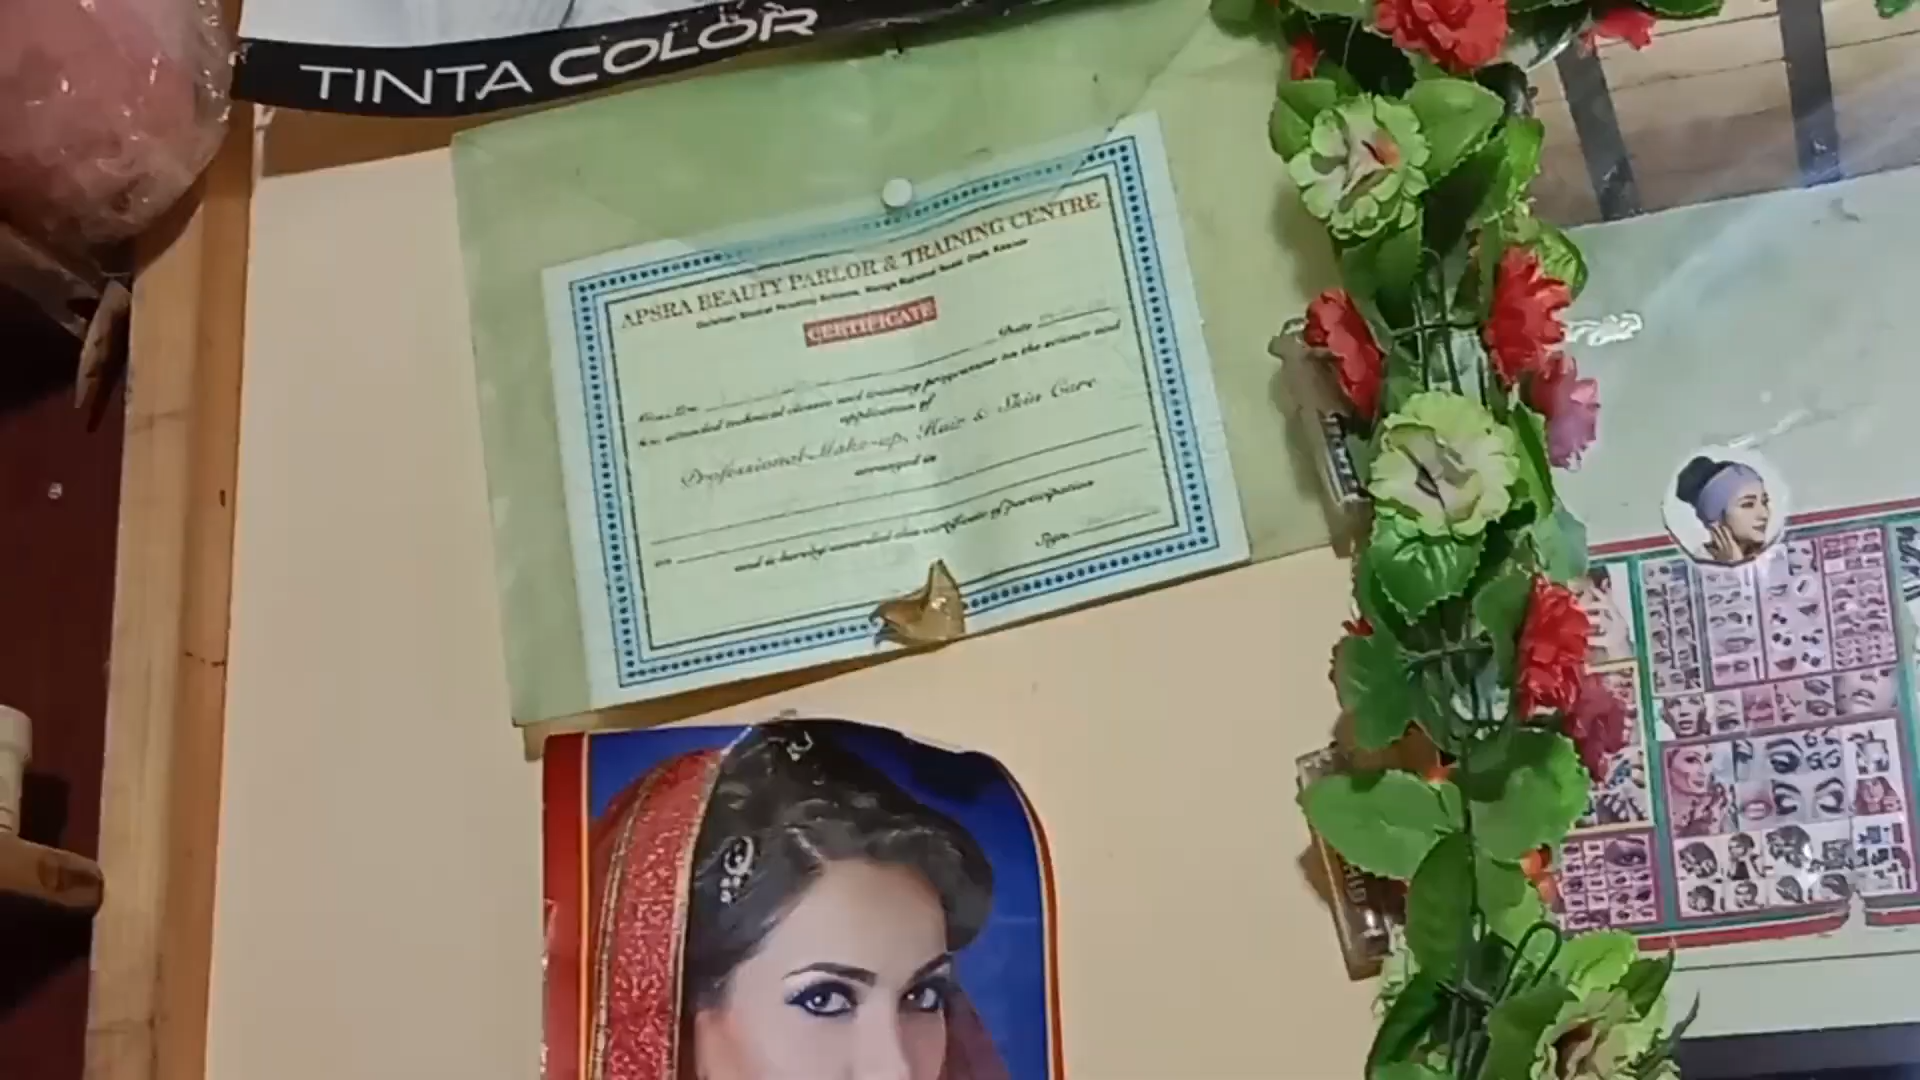 TINTA COLOR
APSRA BEAUTY PARLOR & TRAINING CENTRE
CERTIFICATE
Date
has attended technical classes and training programme on the science and
application of
Professional Make-up, Hair & Skin Care
arranged in
on
and is hereby awarded this certificate of participation
Sign